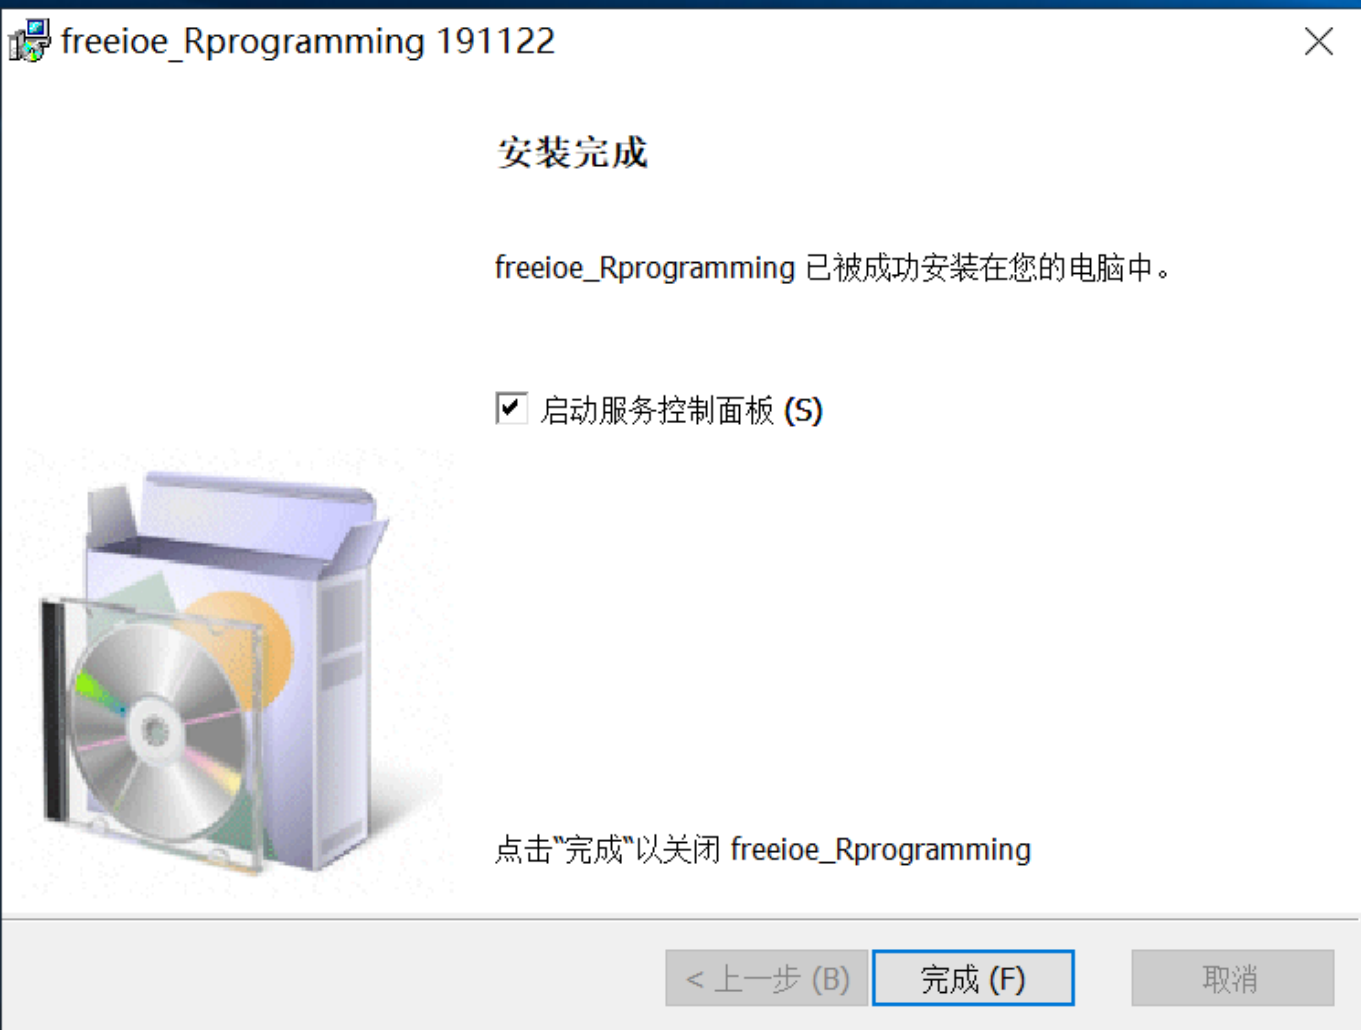 freeioe_Rprogramming 191122
安装完成
freeioe_Rprogramming 已被成功安装在您的电脑中。
启动服务控制面板 (S)
点击"完成"以关闭 freeioe_Rprogramming
< 上一步 (B)
完成 (F)
取消